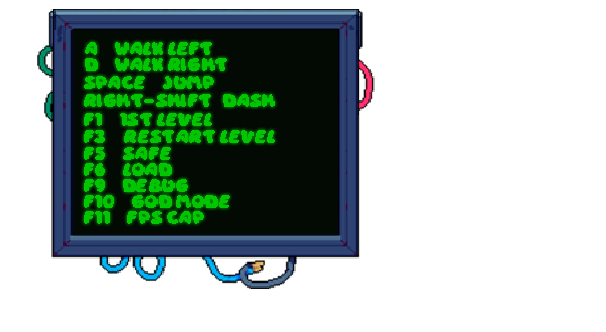 A WALK LEFT
D WALK RIGHT
SPACE JUMP
RIGHT-SHIFT DASH
F1 1ST LEVEL
F3 RESTART LEVEL
F5 SAFE
F6 LOAD
F9 DEBUG
F10 GOD MODE
F11 FPS CAP